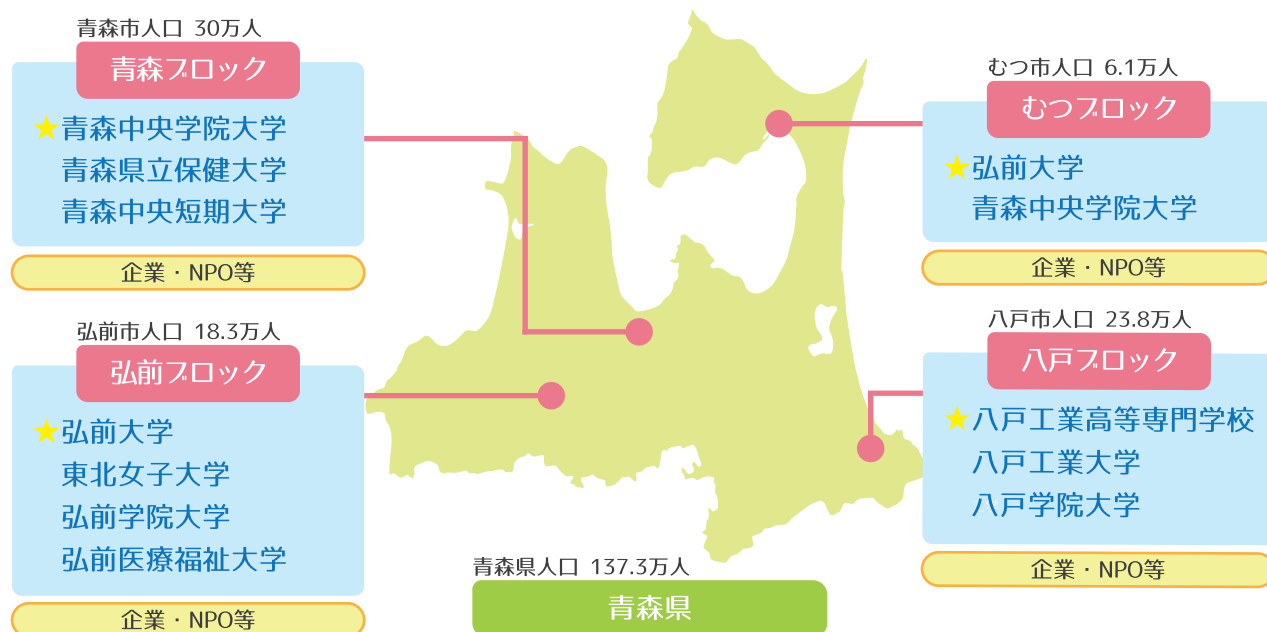 青森市人口 30万人
青森ブロック
★青森中央学院大学
青森県立保健大学
青森中央短期大学
企業・NPO等
弘前市人口 18.3万人
弘前ブロック
★弘前大学
東北女子大学
弘前学院大学
弘前医療福祉大学
企業・NPO等
むつ市人口 6.1万人
むつブロック
★弘前大学
青森中央学院大学
企業・NPO等
八戸市人口 23.8万人
八戸ブロック
★八戸工業高等専門学校
八戸工業大学
八戸学院大学
企業・NPO等
青森県人口 137.3万人
青森県